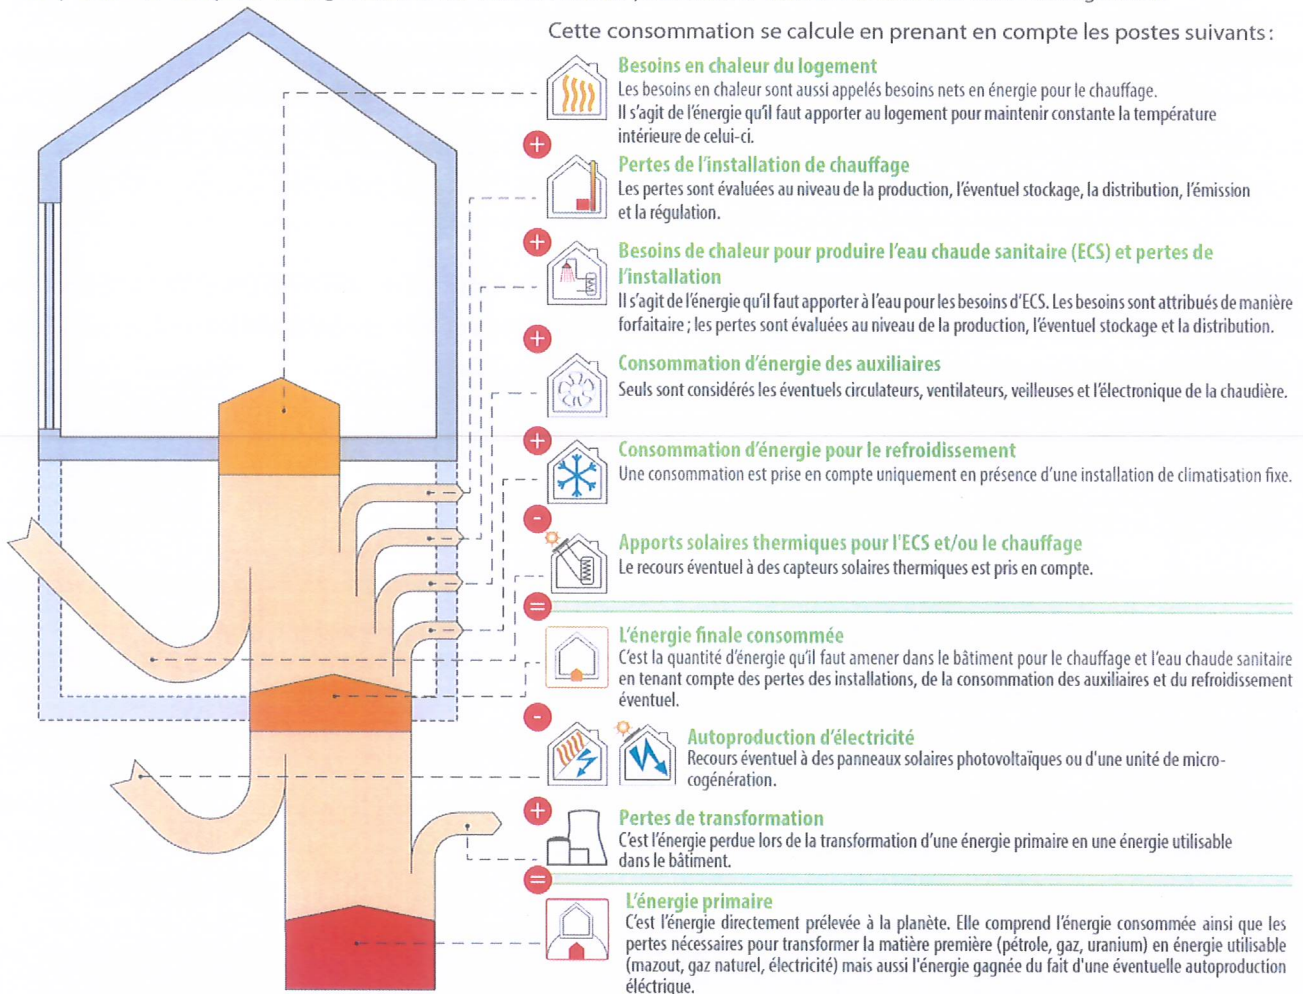 Cette consommation se calcule en prenant en compte les postes suivants :
Besoins en chaleur du logement
Les besoins en chaleur sont aussi appelés besoins nets en énergie pour le chauffage.
Il s'agit de l'énergie qu'il faut apporter au logement pour maintenir constante la température
intérieure de celui-ci.
+
Pertes de l'installation de chauffage
Les pertes sont évaluées au niveau de la production, l'éventuel stockage, la distribution, l'émission
et la régulation.
+
Besoins de chaleur pour produire l'eau chaude sanitaire (ECS) et pertes de
l'installation
Il s'agit de l'énergie qu'il faut apporter à l'eau pour les besoins d'ECS. Les besoins sont attribués de manière
forfaitaire ; les pertes sont évaluées au niveau de la production, l'éventuel stockage et la distribution.
+
Consommation d'énergie des auxiliaires
Seuls sont considérés les éventuels circulateurs, ventilateurs, veilleuses et l'électronique de la chaudière.
+
Consommation d'énergie pour le refroidissement
Une consommation est prise en compte uniquement en présence d'une installation de climatisation fixe.
-
Apports solaires thermiques pour l'ECS et/ou le chauffage
Le recours éventuel à des capteurs solaires thermiques est pris en compte.
=
L'énergie finale consommée
C'est la quantité d'énergie qu'il faut amener dans le bâtiment pour le chauffage et l'eau chaude sanitaire
en tenant compte des pertes des installations, de la consommation des auxiliaires et du refroidissement
éventuel.
-
Autoproduction d'électricité
Recours éventuel à des panneaux solaires photovoltaïques ou d'une unité de micro-
cogénération.
+
Pertes de transformation
C'est l'énergie perdue lors de la transformation d'une énergie primaire en une énergie utilisable
dans le bâtiment.
=
L'énergie primaire
C'est l'énergie directement prélevée à la planète. Elle comprend l'énergie consommée ainsi que les
pertes nécessaires pour transformer la matière première (pétrole, gaz, uranium) en énergie utilisable
(mazout, gaz naturel, électricité) mais aussi l'énergie gagnée du fait d'une éventuelle autoproduction
éléctrique.